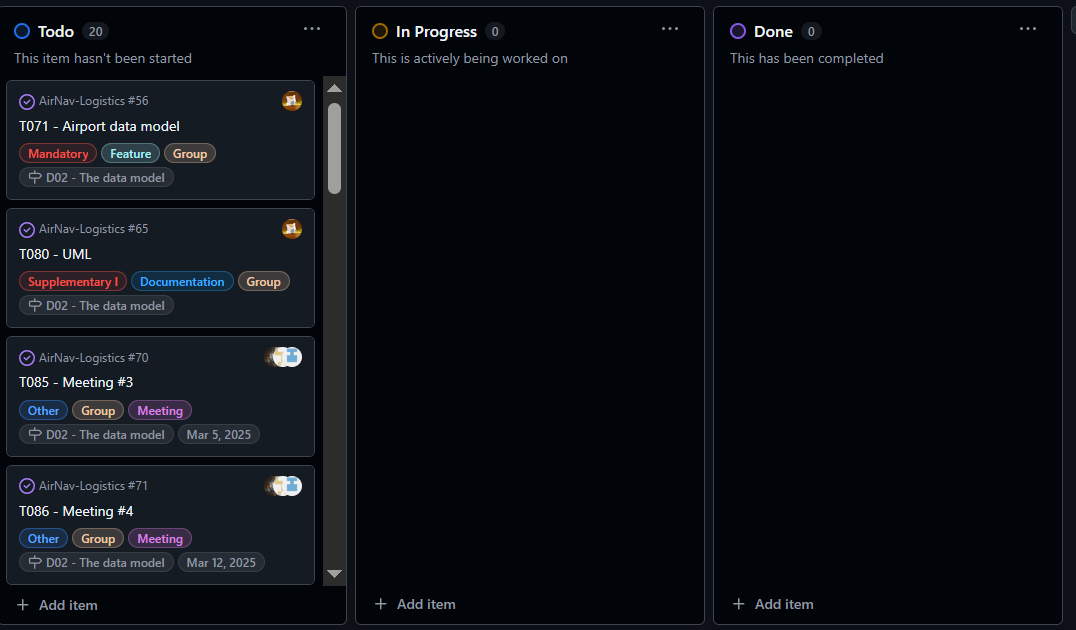 Todo 20
This item hasn't been started
AirNav-Logistics #56
T071 - Airport data model
Mandatory Feature Group
D02 - The data model
AirNav-Logistics #65
T080 - UML
Supplementary I Documentation Group
D02 - The data model
AirNav-Logistics #70
T085 - Meeting #3
Other Group Meeting
D02 - The data model Mar 5, 2025
AirNav-Logistics #71
T086 - Meeting #4
Other Group Meeting
D02 - The data model Mar 12, 2025
+ Add item
In Progress 0
This is actively being worked on
+ Add item
Done 0
This has been completed
+ Add item